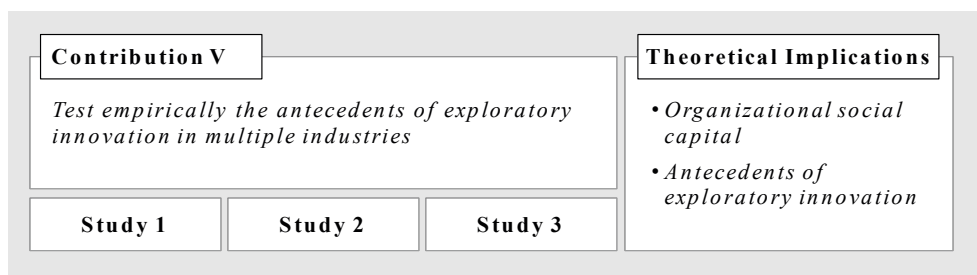 Contribution V
Test empirically the antecedents of exploratory
innovation in multiple industries
Study 1
Study 2
Study 3
Theoretical Implications
• Organizational social
capital
• Antecedents of
exploratory innovation